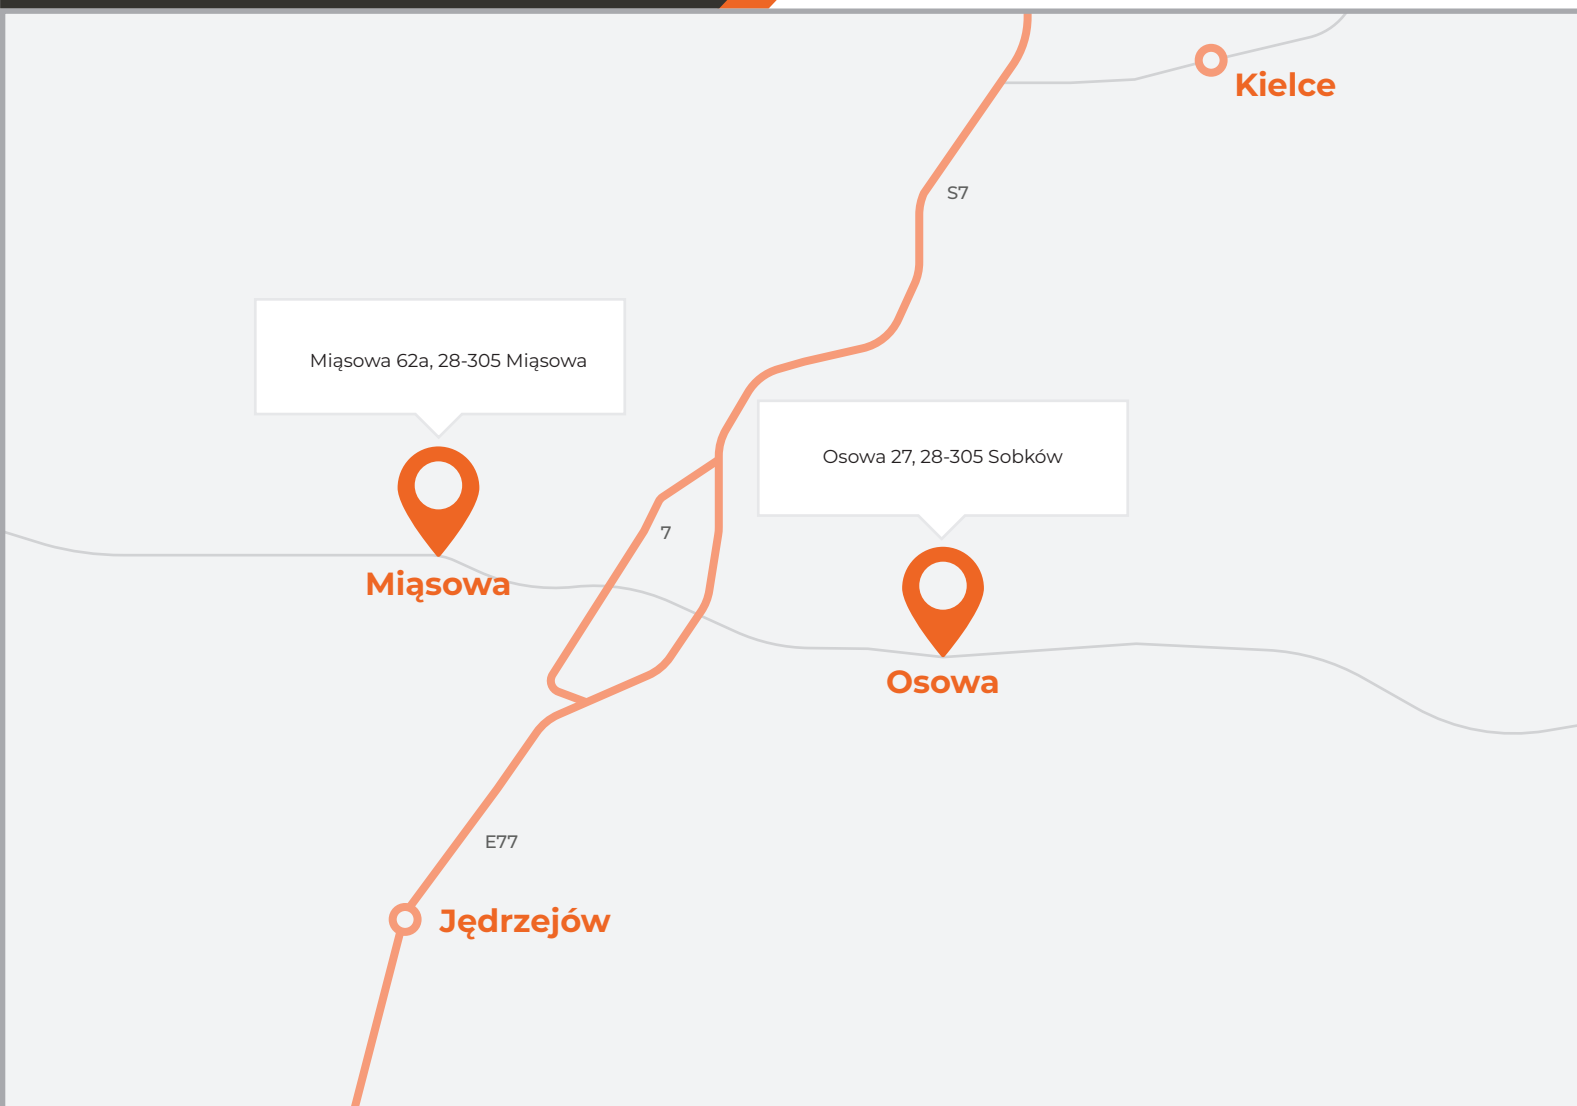 Kielce
S7
Miąsowa 62a, 28-305 Miąsowa
Osowa 27, 28-305 Sobków
7
Miąsowa
Osowa
E77
Jędrzejów